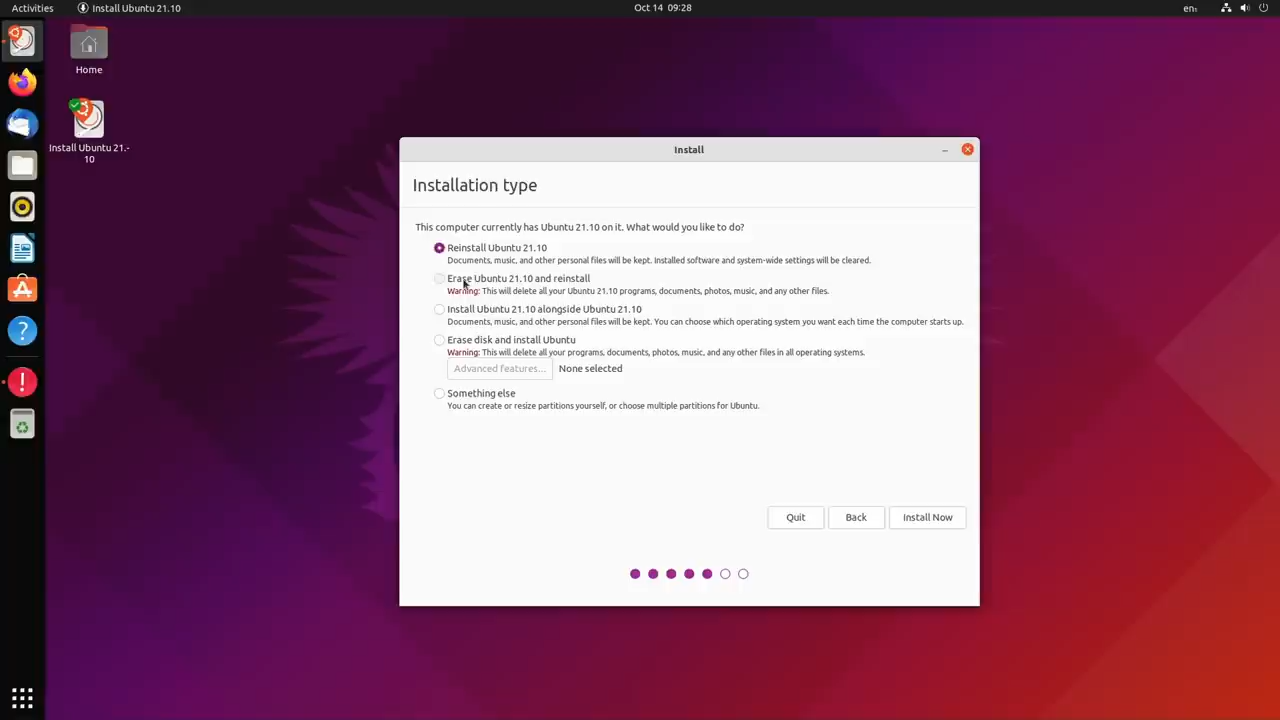 Activities
Install Ubuntu 21.10
Oct 14 09:28
en₁
Home
Install Ubuntu 21.-
10
Install
Installation type
This computer currently has Ubuntu 21.10 on it. What would you like to do?
Reinstall Ubuntu 21.10
Documents, music, and other personal files will be kept. Installed software and system-wide settings will be cleared.
Erase Ubuntu 21.10 and reinstall
Warning: This will delete all your Ubuntu 21.10 programs, documents, photos, music, and any other files.
Install Ubuntu 21.10 alongside Ubuntu 21.10
Documents, music, and other personal files will be kept. You can choose which operating system you want each time the computer starts up.
Erase disk and install Ubuntu
Warning: This will delete all your programs, documents, photos, music, and any other files in all operating systems.
Advanced features... None selected
Something else
You can create or resize partitions yourself, or choose multiple partitions for Ubuntu.
Quit Back Install Now